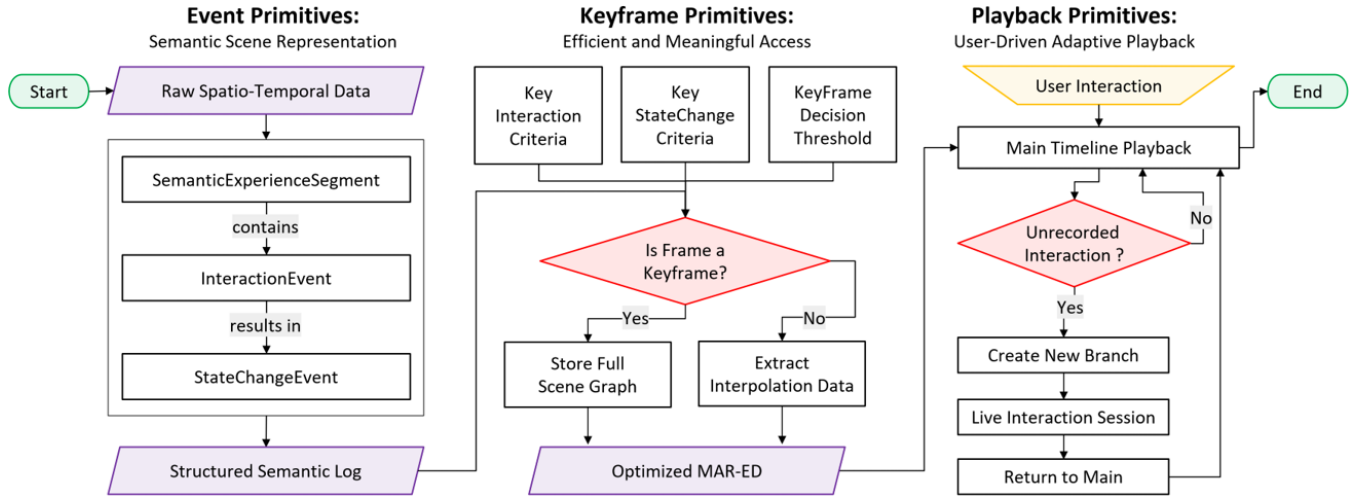 Event Primitives:
Semantic Scene Representation
Start
Raw Spatio-Temporal Data
SemanticExperienceSegment
contains
InteractionEvent
results in
StateChangeEvent
Structured Semantic Log
Keyframe Primitives:
Efficient and Meaningful Access
Key
Interaction
Criteria
Key
StateChange
Criteria
KeyFrame
Decision
Threshold
Is Frame a
Keyframe?
Yes
No
Store Full
Scene Graph
Extract
Interpolation Data
Optimized MAR-ED
Playback Primitives:
User-Driven Adaptive Playback
User Interaction
End
Main Timeline Playback
Unrecorded
Interaction ?
No
Yes
Create New Branch
Live Interaction Session
Return to Main